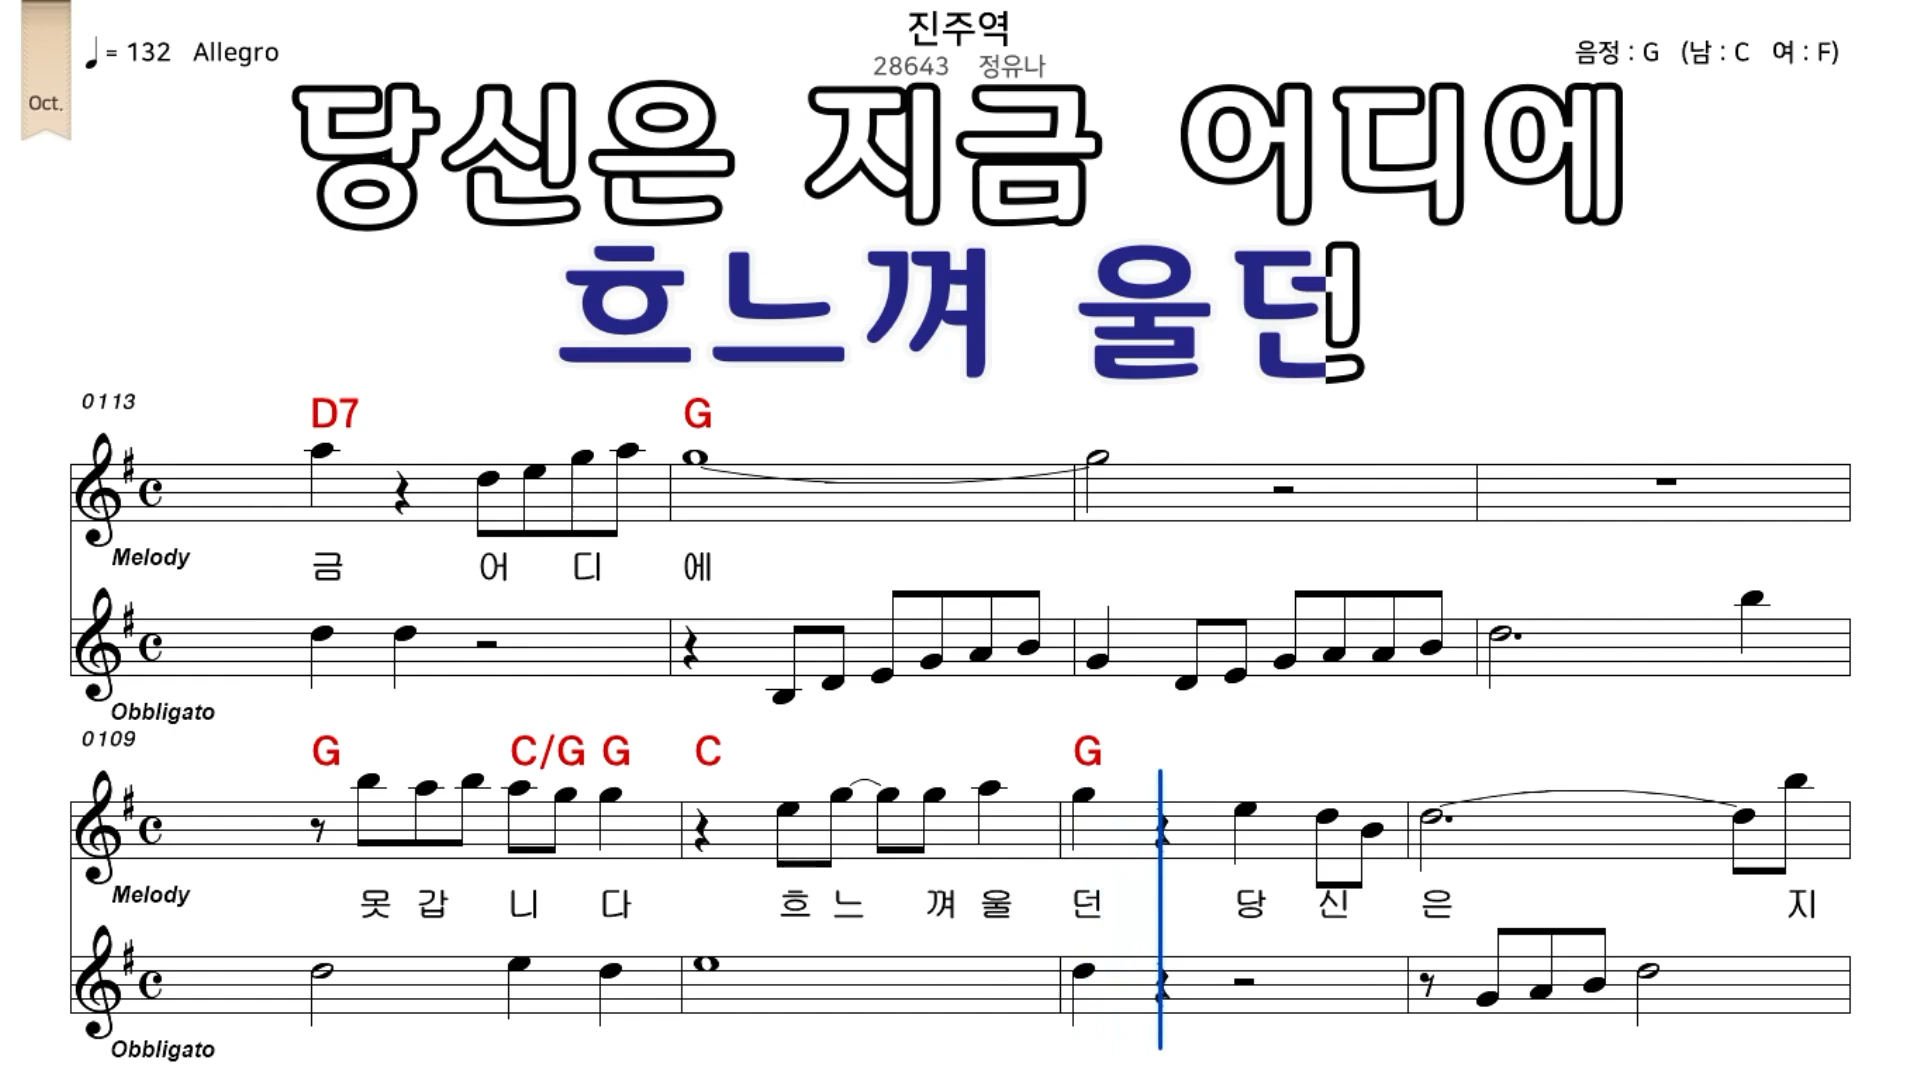 진주역
♩= 132 Allegro
28643 정유나
음정 : G (남 : C 여 : F)
Oct.
당신은 지금 어디에
흐느껴 울던
0113
D7 G
Melody
금 어 디 에
Obbligato
0109
G C/G G C G
Melody
못 갑 니 다 흐 느 껴 울 던 당 신 은 지
Obbligato